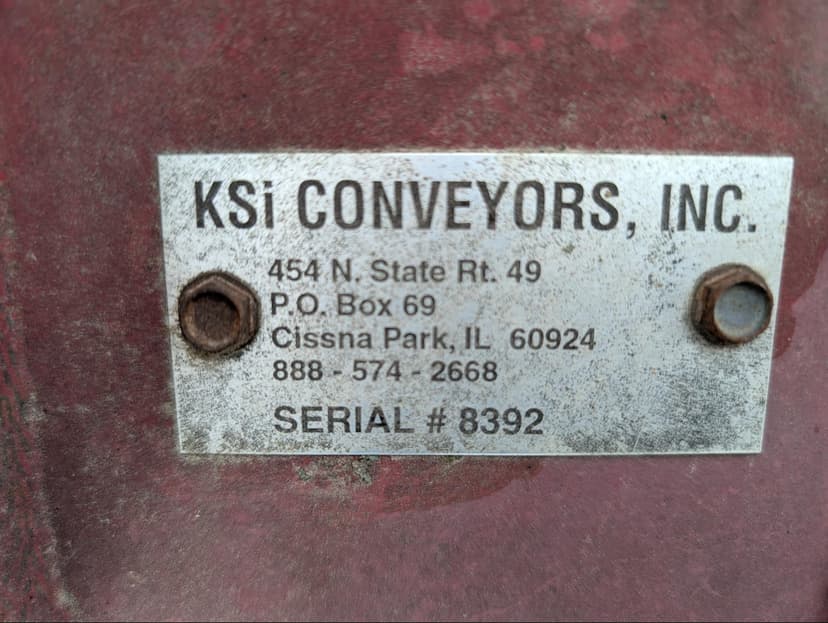 KSi CONVEYORS, INC.
454 N. State Rt. 49
P.O. Box 69
Cissna Park, IL 60924
888 - 574 - 2668
SERIAL # 8392